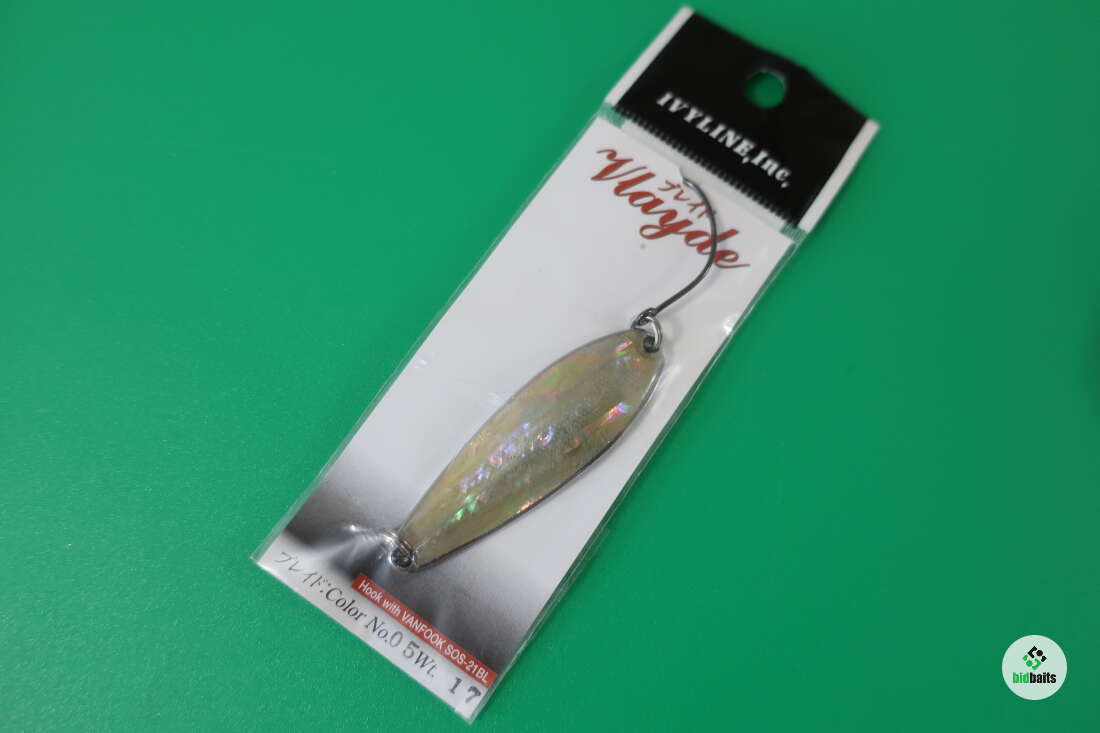 IVYLINE,Inc.
ブレイド
Vlayde
Hook with VANFOOK SOS-21BL
ブレイド:Color No.0 5Wt. 17
bidbaits